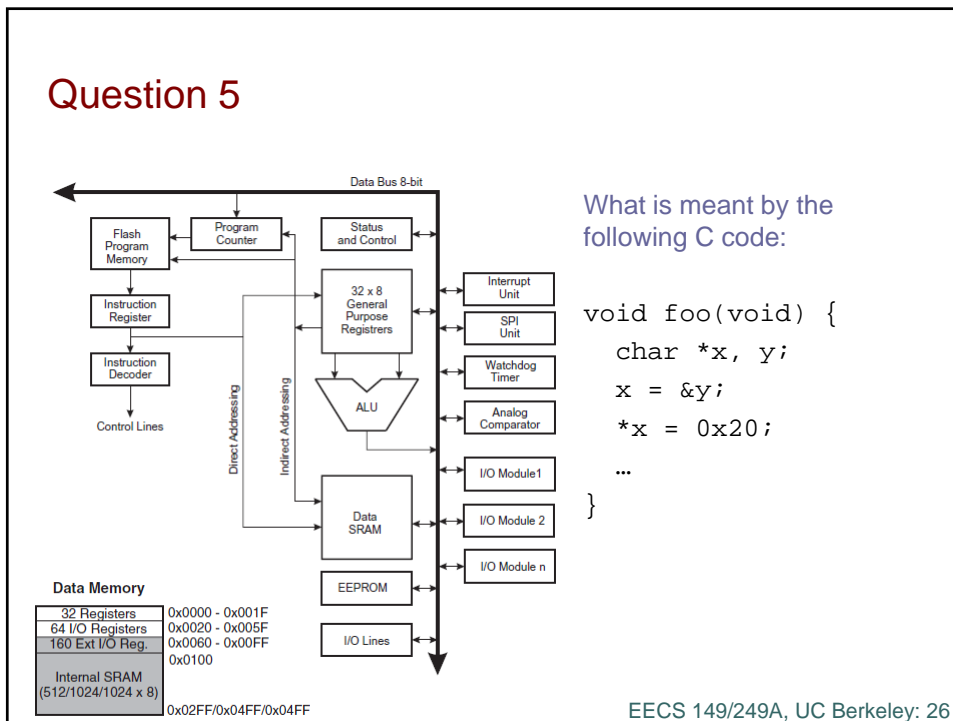 Question 5
Data Bus 8-bit
Flash
Program
Memory
Program
Counter
Status
and Control
Interrupt
Unit
32 x 8
General
Purpose
Registrers
Instruction
Register
SPI
Unit
Instruction
Decoder
Watchdog
Timer
Direct Addressing
Indirect Addressing
ALU
Analog
Comparator
Control Lines
I/O Module1
Data
SRAM
I/O Module 2
I/O Module n
EEPROM
I/O Lines
What is meant by the
following C code:
void foo(void) {
char *x, y;
x = &y;
*x = 0x20;
…
}
Data Memory
32 Registers 0x0000 - 0x001F
64 I/O Registers 0x0020 - 0x005F
160 Ext I/O Reg. 0x0060 - 0x00FF
0x0100
Internal SRAM
(512/1024/1024 x 8)
0x02FF/0x04FF/0x04FF
EECS 149/249A, UC Berkeley: 26